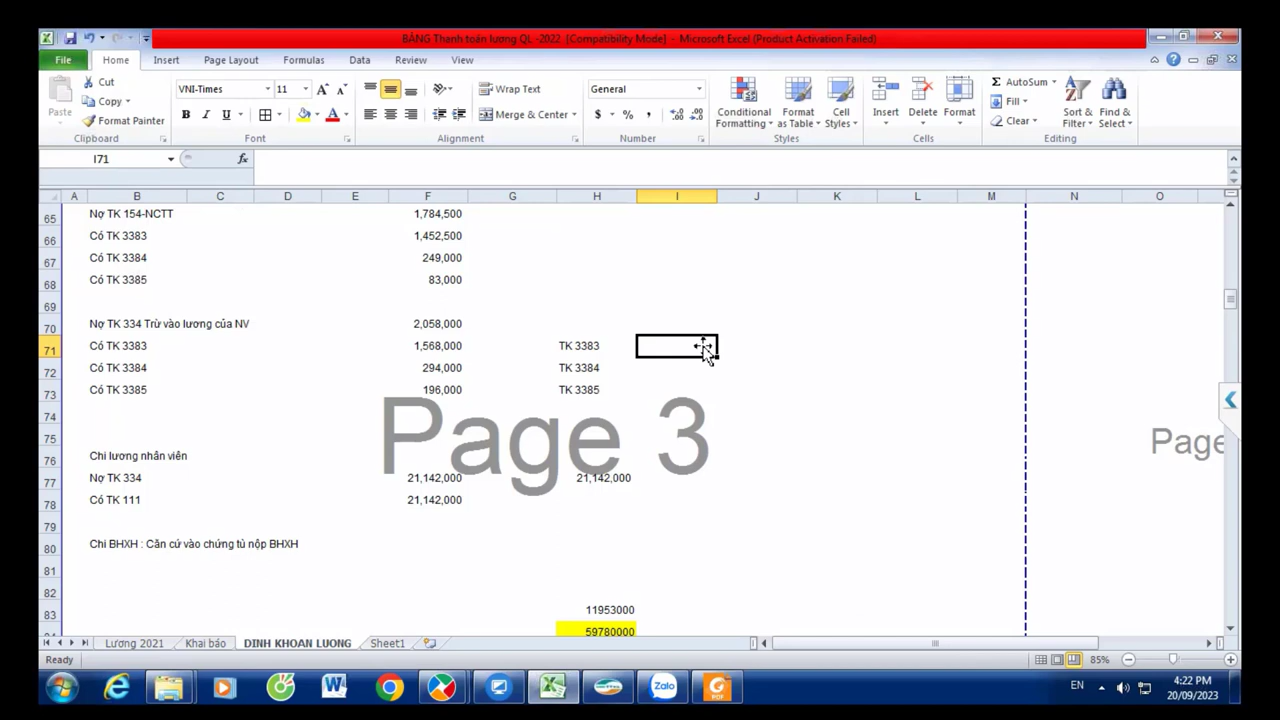 BẢNG Thanh toán lương QL -2022 [Compatibility Mode] - Microsoft Excel (Product Activation Failed)
File Home Insert Page Layout Formulas Data Review View
Cut
Copy
Format Painter
Paste
Clipboard
VNI-Times 11
B I U
Font
Wrap Text
Merge & Center
Alignment
General
$ % ,
Number
Conditional Formatting
Format as Table
Cell Styles
Styles
Insert Delete Format
Cells
AutoSum
Fill
Clear
Sort & Filter
Find & Select
Editing
I71 fx
A B C D E F G H I J K L M N O
65 Nợ TK 154-NCTT 1,784,500
66 Có TK 3383 1,452,500
67 Có TK 3384 249,000
68 Có TK 3385 83,000
69
70 Nợ TK 334 Trừ vào lương của NV 2,058,000
71 Có TK 3383 1,568,000 TK 3383
72 Có TK 3384 294,000 TK 3384
73 Có TK 3385 196,000 TK 3385
74
Page 3
Page
75
76 Chi lương nhân viên
77 Nợ TK 334 21,142,000 21,142,000
78 Có TK 111 21,142,000
79
80 Chi BHXH : Căn cứ vào chứng tù nộp BHXH
81
82
83 11953000
59780000
Lương 2021 Khai báo DINH KHOAN LUONG Sheet1
Ready 85%
W Zalo PDF
EN 4:22 PM
20/09/2023